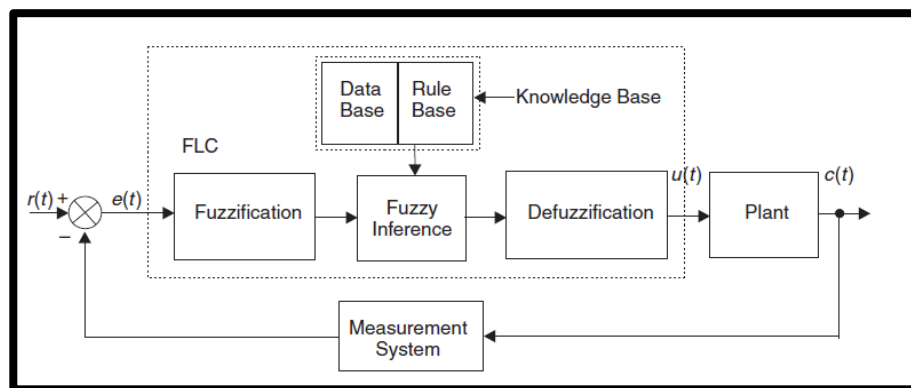 Data
Base
Rule
Base
Knowledge Base
FLC
r(t) +
−
e(t)
Fuzzification
Fuzzy
Inference
Defuzzification
u(t)
Plant
c(t)
Measurement
System